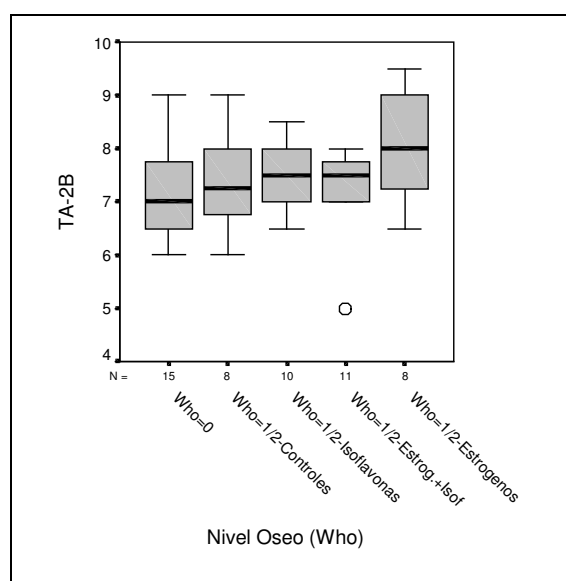 10
9
8
7
6
5
4
TA-2B
N =
15
8
10
11
8
Who=0
Who=1/2-Controles
Who=1/2-Isoflavonas
Who=1/2-Estrog.+Isof
Who=1/2-Estrogenos
Nivel Oseo (Who)